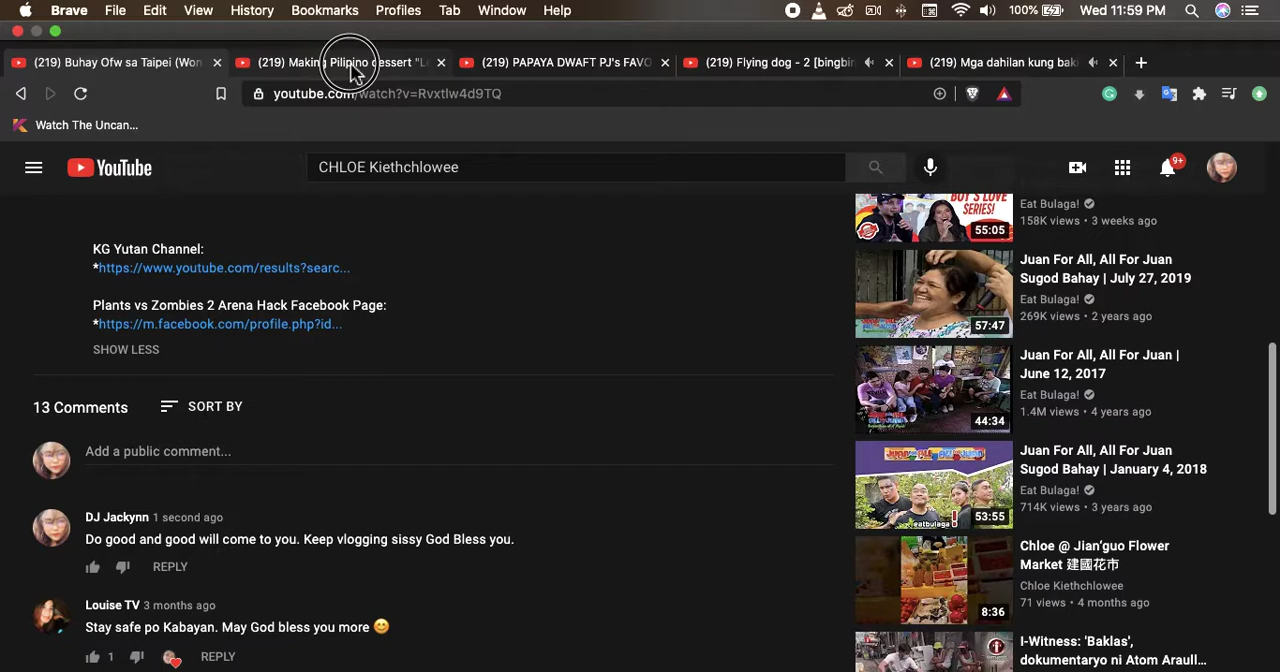 Brave File Edit View History Bookmarks Profiles Tab Window Help 100% Wed 11:59 PM
(219) Buhay Ofw sa Taipei (Won
(219) Making Pilipino dessert "Le
(219) PAPAYA DWAFT PJ's FAVO
(219) Flying dog - 2 [bingbin
(219) Mga dahilan kung baki
youtube.com/watch?v=Rvxtlw4d9TQ
Watch The Uncan...
YouTube
CHLOE Kiethchlowee
9+
KG Yutan Channel:
*https://www.youtube.com/results?searc...
Plants vs Zombies 2 Arena Hack Facebook Page:
*https://m.facebook.com/profile.php?id...
SHOW LESS
13 Comments SORT BY
Add a public comment...
DJ Jackynn 1 second ago
Do good and good will come to you. Keep vlogging sissy God Bless you.
REPLY
Louise TV 3 months ago
Stay safe po Kabayan. May God bless you more 😊
1 REPLY
BOT'S LOVE
SERIES!
55:05
Eat Bulaga!
158K views • 3 weeks ago
57:47
Juan For All, All For Juan
Sugod Bahay | July 27, 2019
Eat Bulaga!
269K views • 2 years ago
44:34
Juan For All, All For Juan |
June 12, 2017
Eat Bulaga!
1.4M views • 4 years ago
eatbulaga
53:55
Juan For All, All For Juan
Sugod Bahay | January 4, 2018
Eat Bulaga!
714K views • 3 years ago
8:36
Chloe @ Jian'guo Flower
Market 建國花市
Chloe Kiethchlowee
71 views • 4 months ago
I-Witness: 'Baklas',
dokumentaryo ni Atom Araull...